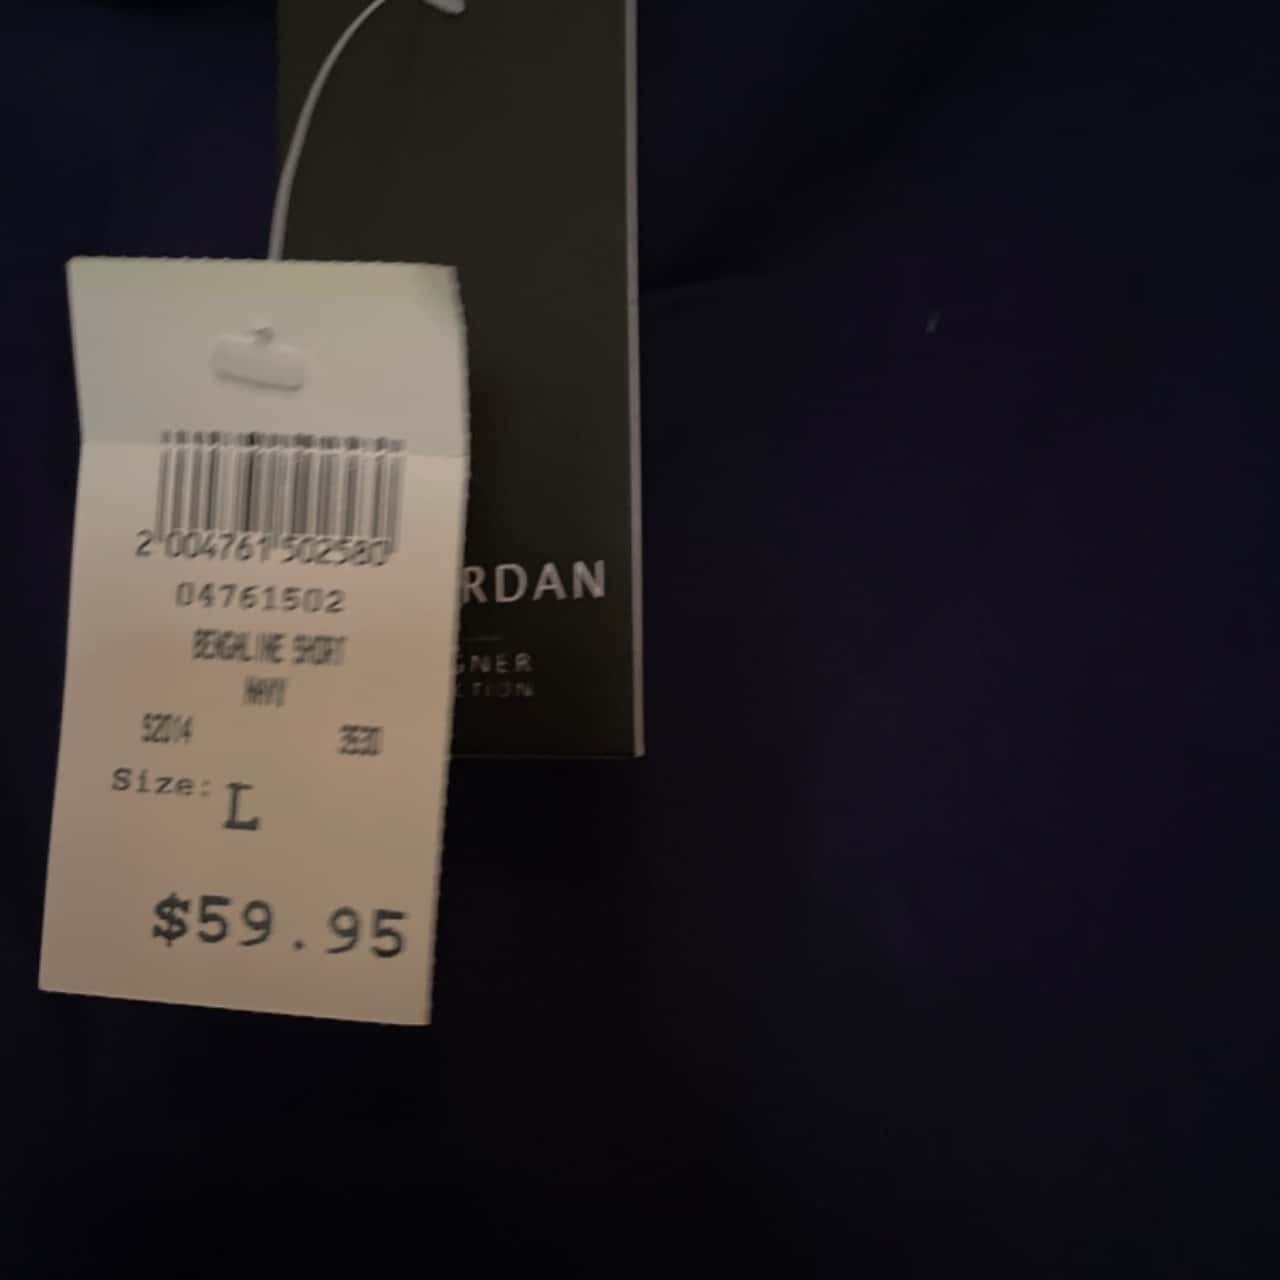 2 004761 502580
04761502
BENGALINE SHORT
NAVY
S2014
Size: L
$59.95
RDAN
GNER
CTION